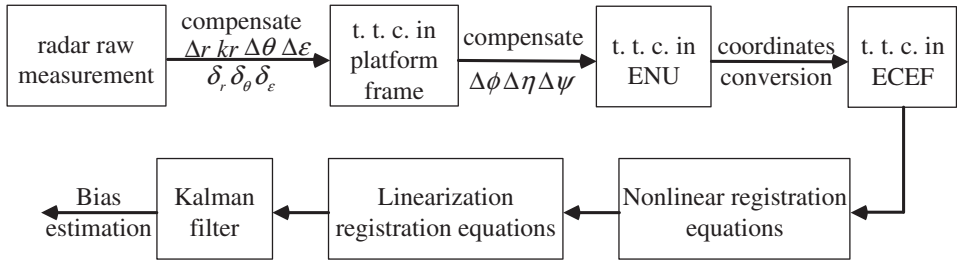 radar raw
measurement
compensate
Δr kr Δθ Δε
δr δθ δε
t. t. c. in
platform
frame
compensate
Δϕ Δη Δψ
t. t. c. in
ENU
coordinates
conversion
t. t. c. in
ECEF
Bias
estimation
Kalman
filter
Linearization
registration equations
Nonlinear registration
equations